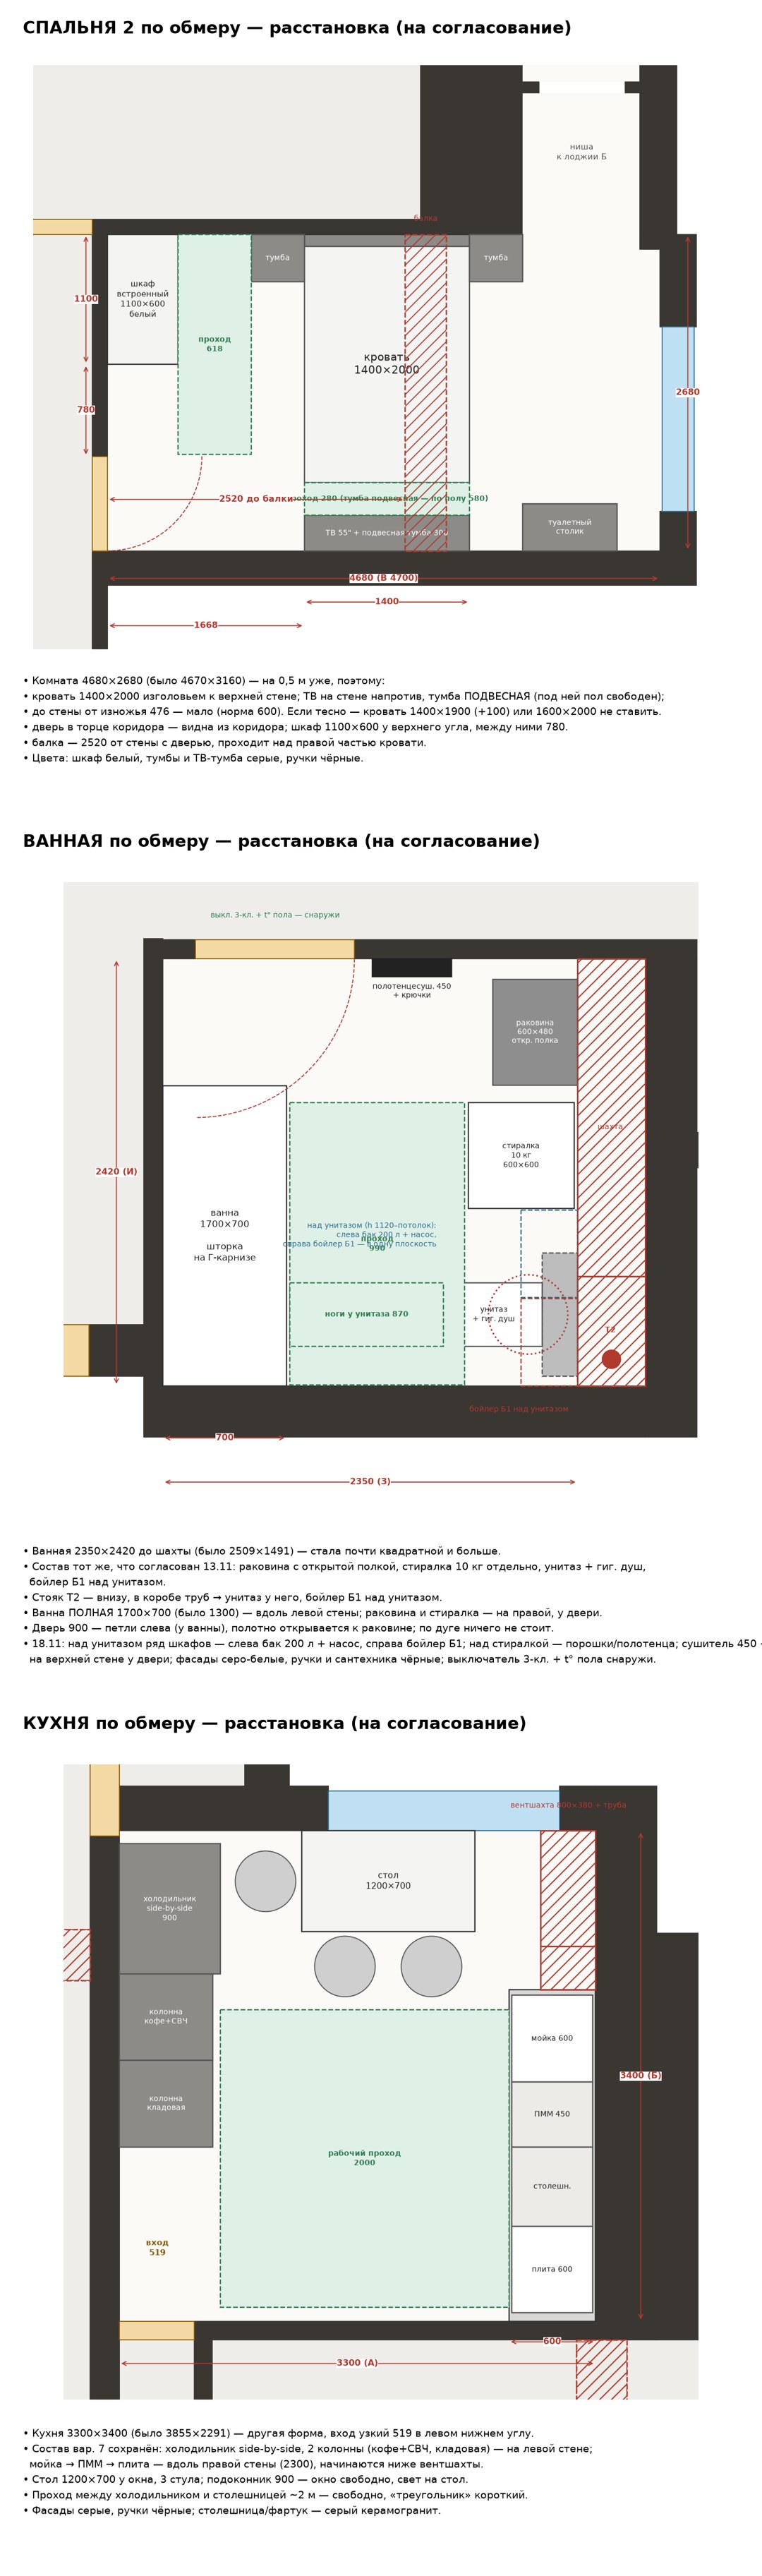 СПАЛЬНЯ 2 по обмеру — расстановка (на согласование)
ниша
к лоджии Б
балка
тумба
тумба
шкаф
встроенный
1100×600
белый
1100
проход
618
кровать
1400×2000
780
2680
2520 до балки
проход 280 (тумба подвесная — по полу 580)
ТВ 55" + подвесная тумба 300
туалетный
столик
4680 (В 4700)
1400
1668
• Комната 4680×2680 (было 4670×3160) — на 0,5 м уже, поэтому:
• кровать 1400×2000 изголовьем к верхней стене; ТВ на стене напротив, тумба ПОДВЕСНАЯ (под ней пол свободен);
• до стены от изножья 476 — мало (норма 600). Если тесно — кровать 1400×1900 (+100) или 1600×2000 не ставить.
• дверь в торце коридора — видна из коридора; шкаф 1100×600 у верхнего угла, между ними 780.
• балка — 2520 от стены с дверью, проходит над правой частью кровати.
• Цвета: шкаф белый, тумбы и ТВ-тумба серые, ручки чёрные.
ВАННАЯ по обмеру — расстановка (на согласование)
выкл. 3-кл. + t° пола — снаружи
полотенцесуш. 450
+ крючки
раковина
600×480
откр. полка
шахта
стиралка
10 кг
600×600
2420 (И)
ванна
1700×700
шторка
на Г-карнизе
над унитазом (h 1120–потолок):
слева бак 200 л + насос,
справа бойлер Б1 — в одну плоскость
проход
990
ноги у унитаза 870
унитаз
+ гиг. душ
Т2
бойлер Б1 над унитазом
700
2350 (З)
• Ванная 2350×2420 до шахты (было 2509×1491) — стала почти квадратной и больше.
• Состав тот же, что согласован 13.11: раковина с открытой полкой, стиралка 10 кг отдельно, унитаз + гиг. душ,
бойлер Б1 над унитазом.
• Стояк Т2 — внизу, в коробе труб → унитаз у него, бойлер Б1 над унитазом.
• Ванна ПОЛНАЯ 1700×700 (было 1300) — вдоль левой стены; раковина и стиралка — на правой, у двери.
• Дверь 900 — петли слева (у ванны), полотно открывается к раковине; по дуге ничего не стоит.
• 18.11: над унитазом ряд шкафов — слева бак 200 л + насос, справа бойлер Б1; над стиралкой — порошки/полотенца; сушитель 450
на верхней стене у двери; фасады серо-белые, ручки и сантехника чёрные; выключатель 3-кл. + t° пола снаружи.
КУХНЯ по обмеру — расстановка (на согласование)
вентшахта 800×380 + труба
стол
1200×700
холодильник
side-by-side
900
колонна
кофе+СВЧ
мойка 600
3400 (Б)
колонна
кладовая
ПММ 450
рабочий проход
2000
столешн.
вход
519
плита 600
600
3300 (А)
• Кухня 3300×3400 (было 3855×2291) — другая форма, вход узкий 519 в левом нижнем углу.
• Состав вар. 7 сохранён: холодильник side-by-side, 2 колонны (кофе+СВЧ, кладовая) — на левой стене;
мойка → ПММ → плита — вдоль правой стены (2300), начинаются ниже вентшахты.
• Стол 1200×700 у окна, 3 стула; подоконник 900 — окно свободно, свет на стол.
• Проход между холодильником и столешницей ~2 м — свободно, «треугольник» короткий.
• Фасады серые, ручки чёрные; столешница/фартук — серый керамогранит.